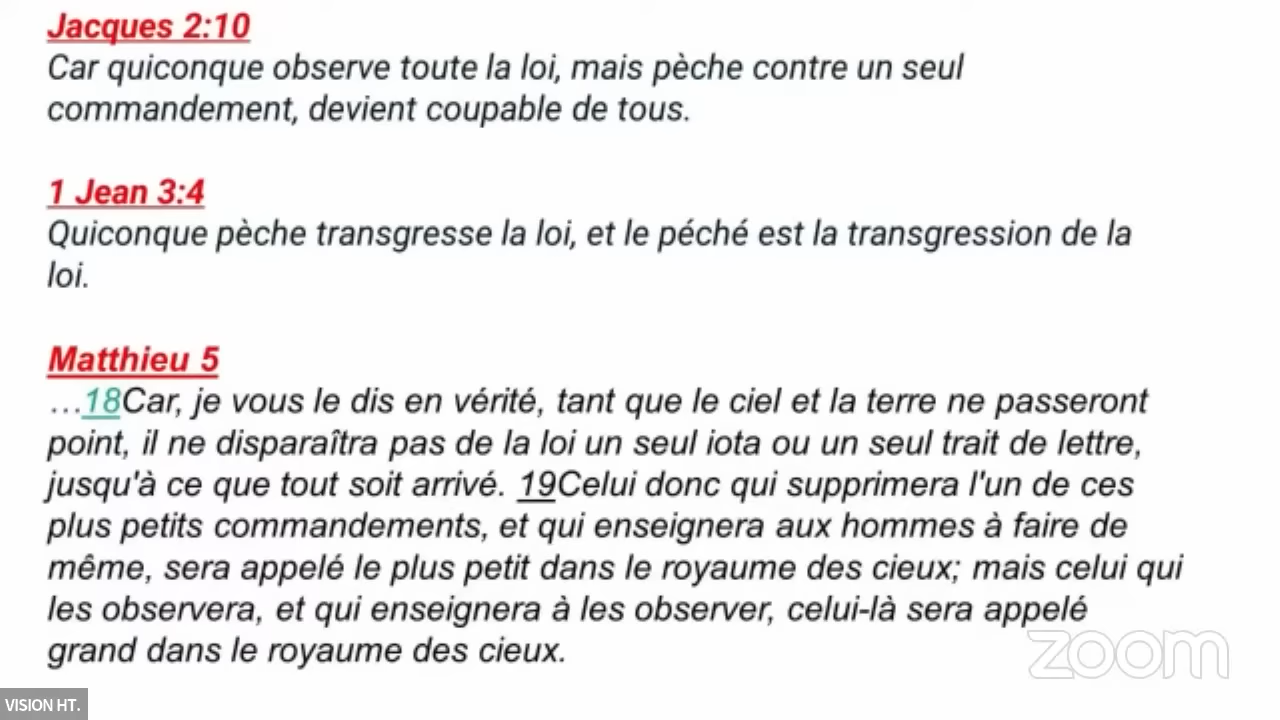 Jacques 2:10
Car quiconque observe toute la loi, mais pèche contre un seul
commandement, devient coupable de tous.
1 Jean 3:4
Quiconque pèche transgresse la loi, et le péché est la transgression de la
loi.
Matthieu 5
…18Car, je vous le dis en vérité, tant que le ciel et la terre ne passeront
point, il ne disparaîtra pas de la loi un seul iota ou un seul trait de lettre,
jusqu'à ce que tout soit arrivé. 19Celui donc qui supprimera l'un de ces
plus petits commandements, et qui enseignera aux hommes à faire de
même, sera appelé le plus petit dans le royaume des cieux; mais celui qui
les observera, et qui enseignera à les observer, celui-là sera appelé
grand dans le royaume des cieux.
zoom
VISION HT.